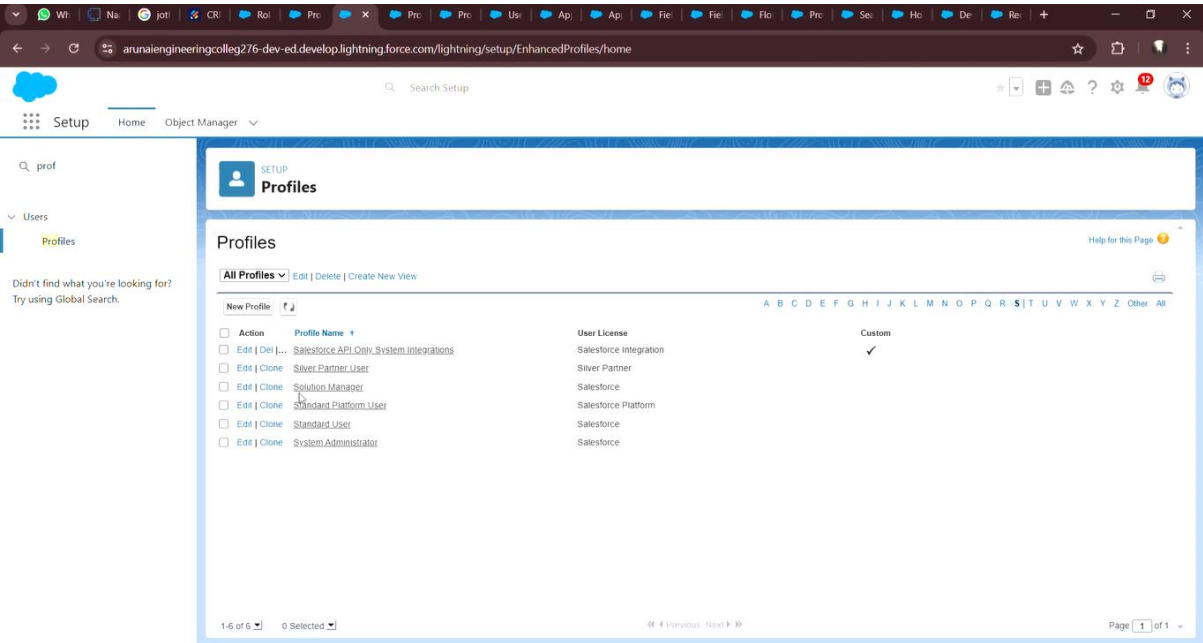 Wh Na jotl CRI Rol Pro Pro Pro Use App App Fiel Fiel Flo Pro Sea Ho De Rec
arunaiengineeringcolleg276-dev-ed.develop.lightning.force.com/lightning/setup/EnhancedProfiles/home
Search Setup
12
Setup Home Object Manager
prof
Users
Profiles
Didn't find what you're looking for?
Try using Global Search.
SETUP
Profiles
Profiles
Help for this Page
All Profiles Edit | Delete | Create New View
New Profile
A B C D E F G H I J K L M N O P Q R S T U V W X Y Z Other All
Action Profile Name User License Custom
Edit | Del |... Salesforce API Only System Integrations Salesforce Integration
Edit | Clone Silver Partner User Silver Partner
Edit | Clone Solution Manager Salesforce
Edit | Clone Standard Platform User Salesforce Platform
Edit | Clone Standard User Salesforce
Edit | Clone System Administrator Salesforce
1-6 of 6 0 Selected Previous Next Page 1 of 1